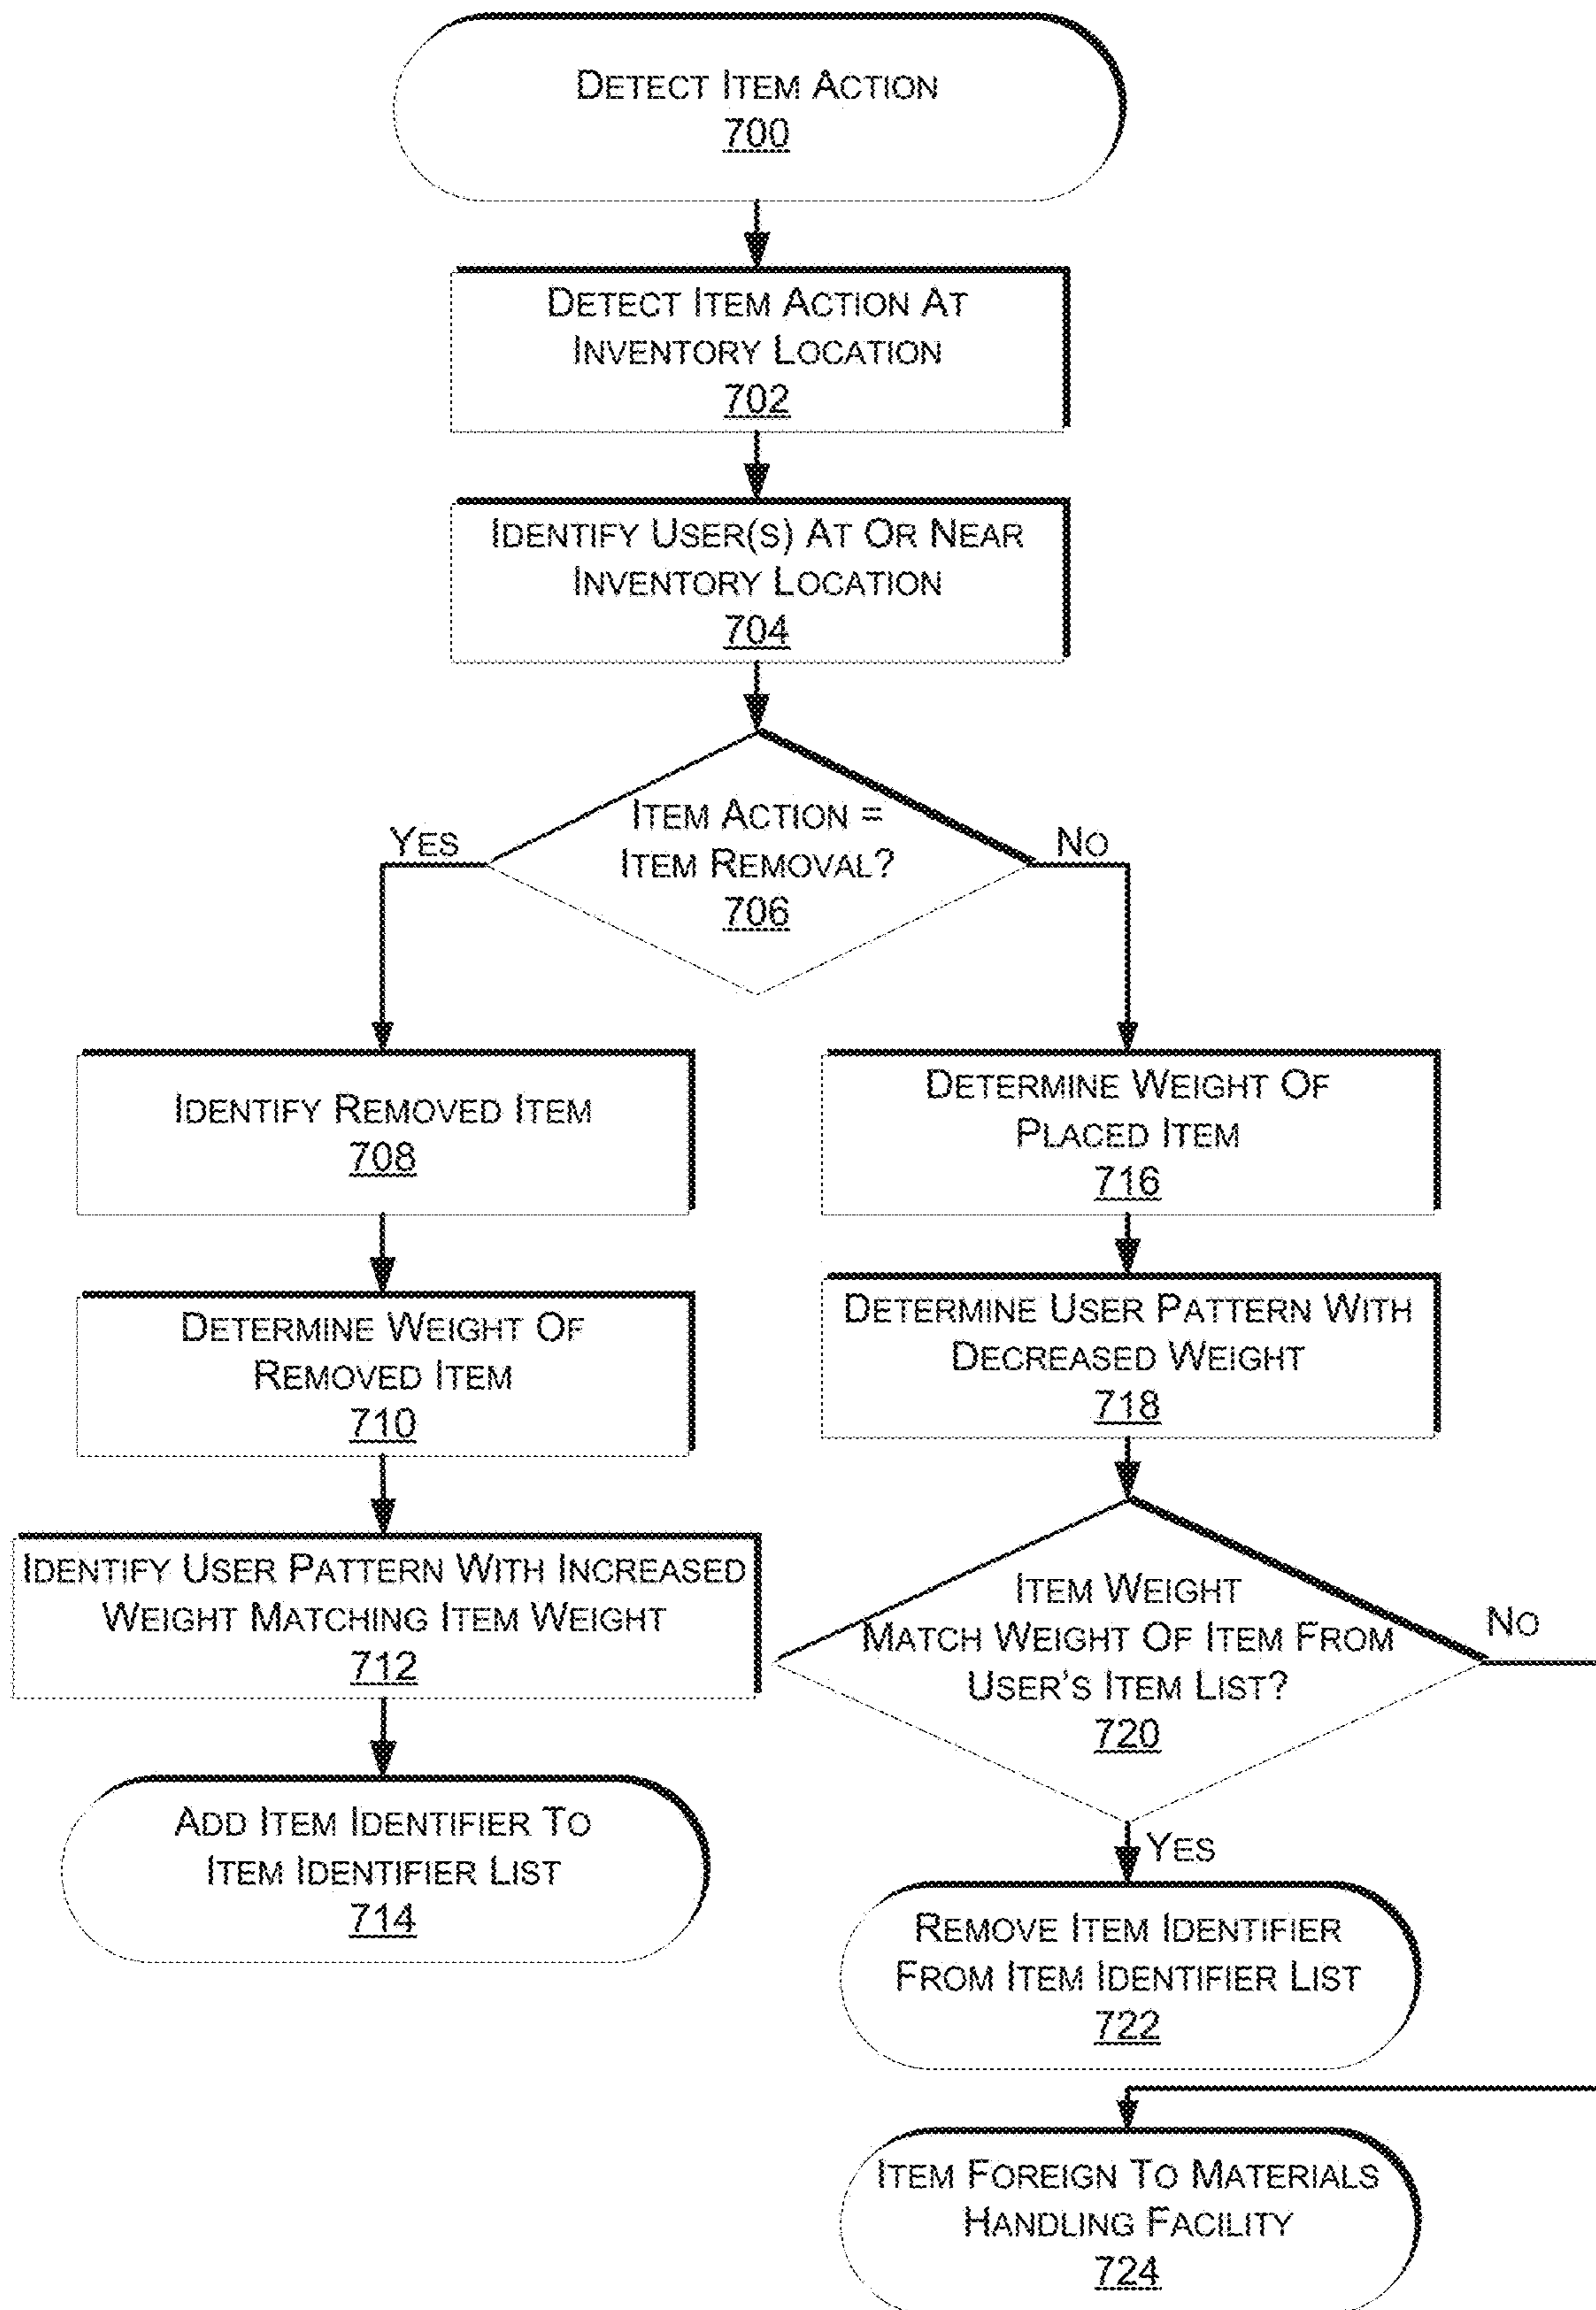 DETECT ITEM ACTION
700
DETECT ITEM ACTION AT
INVENTORY LOCATION
702
IDENTIFY USER(S) AT OR NEAR
INVENTORY LOCATION
704
ITEM ACTION =
ITEM REMOVAL?
706
YES
NO
IDENTIFY REMOVED ITEM
708
DETERMINE WEIGHT OF
REMOVED ITEM
710
IDENTIFY USER PATTERN WITH INCREASED
WEIGHT MATCHING ITEM WEIGHT
712
ADD ITEM IDENTIFIER TO
ITEM IDENTIFIER LIST
714
DETERMINE WEIGHT OF
PLACED ITEM
716
DETERMINE USER PATTERN WITH
DECREASED WEIGHT
718
ITEM WEIGHT
MATCH WEIGHT OF ITEM FROM
USER'S ITEM LIST?
720
NO
YES
REMOVE ITEM IDENTIFIER
FROM ITEM IDENTIFIER LIST
722
ITEM FOREIGN TO MATERIALS
HANDLING FACILITY
724